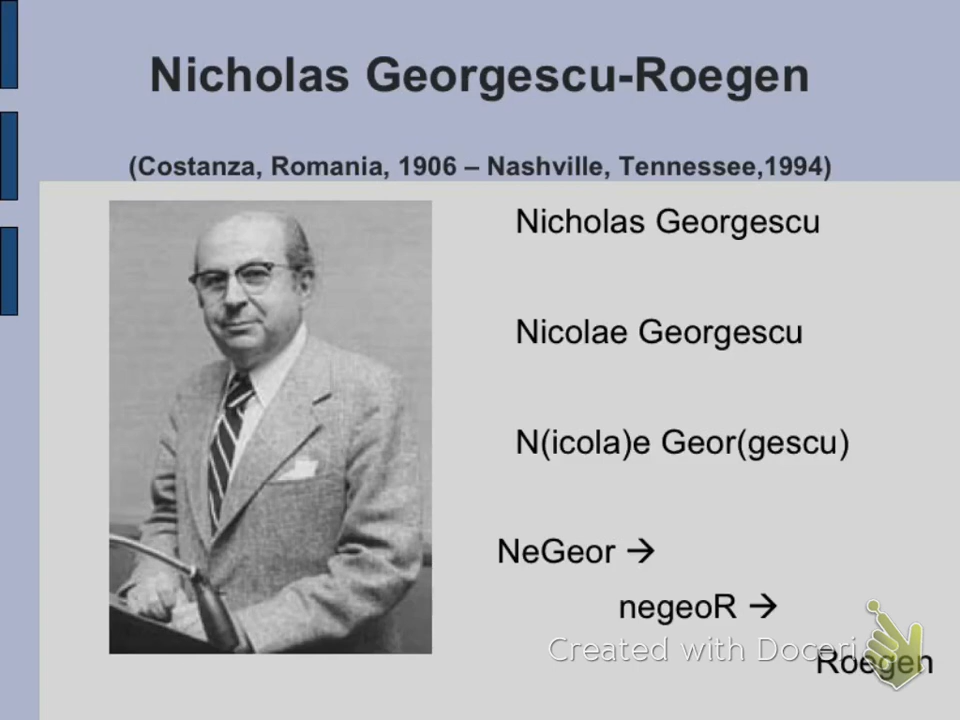 Nicholas Georgescu-Roegen
(Costanza, Romania, 1906 – Nashville, Tennessee,1994)
Nicholas Georgescu
Nicolae Georgescu
N(icola)e Geor(gescu)
NeGeor →
negeoR →
Created with Doceri
Roegen